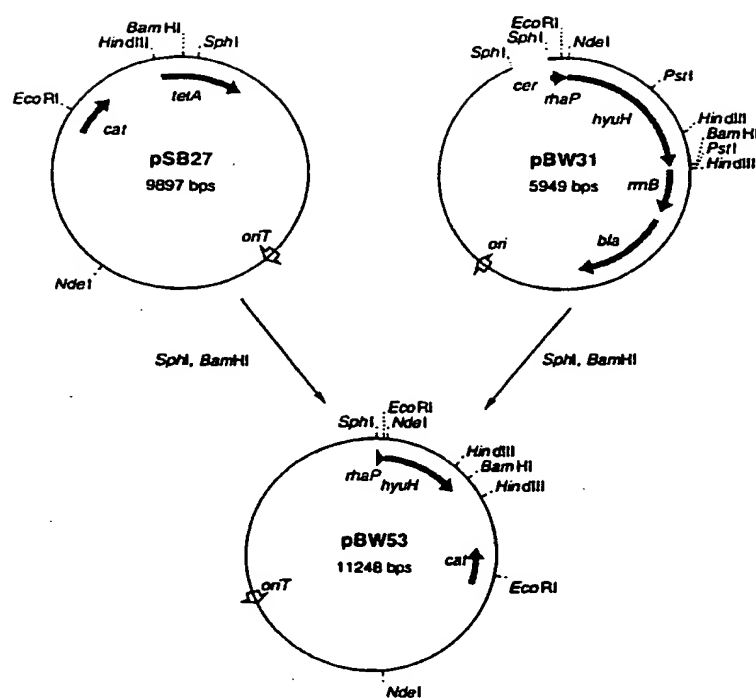 BamHI
HindIII
SphI
EcoRI
tetA
cat
pSB27
9897 bps
oriT
NdeI
EcoRI
SphI
NdeI
SphI
cer
rhaP
PstI
hyuH
HindIII
BamHI
PstI
HindIII
pBW31
5949 bps
rrnB
bla
ori
SphI, BamHI
SphI, BamHI
EcoRI
SphI
NdeI
HindIII
BamHI
HindIII
rhaP
hyuH
pBW53
11248 bps
cat
oriT
EcoRI
NdeI